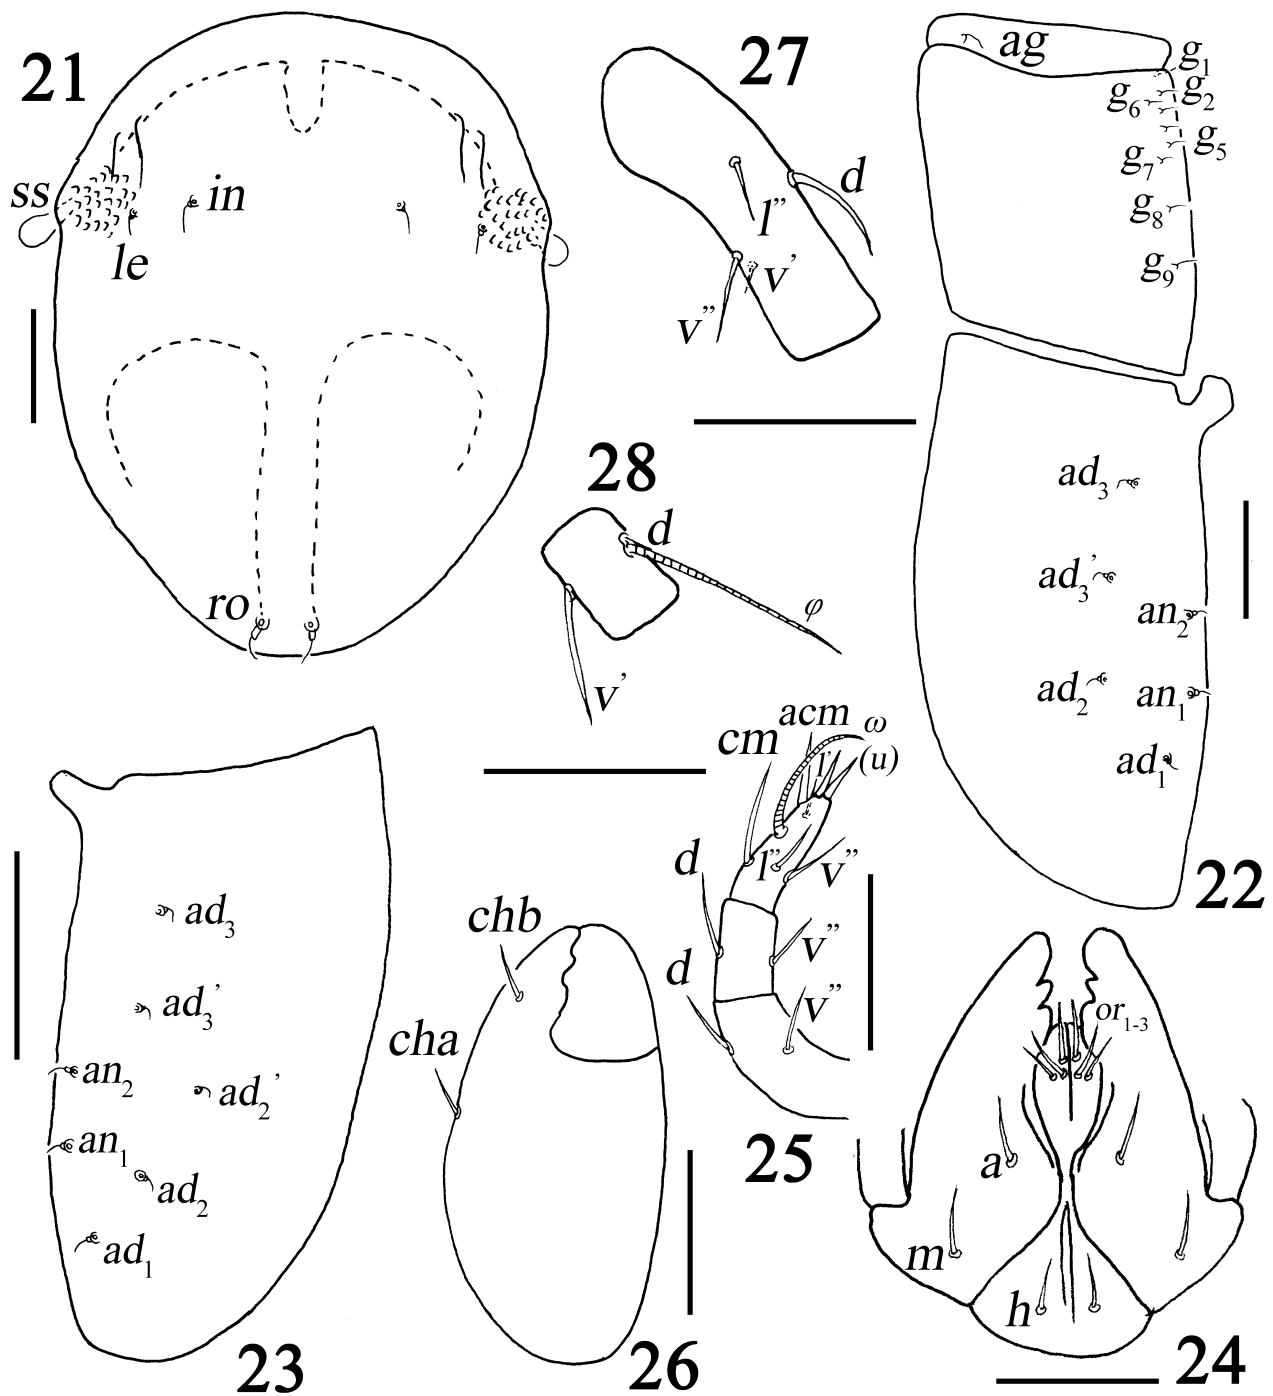 21
ss
le
in
ro
27
d
l”
v’
v”
28
d
φ
v’
ag
g1
g2
g6
g5
g7
g8
g9
ad3
ad3’
an2
ad2
an1
ad1
22
ad3
ad3’
an2
ad2’
an1
ad2
ad1
23
chb
cha
26
cm
acm
ω
l’
(u)
d
l”
v”
d
v”
v”
25
or1-3
a
m
h
24